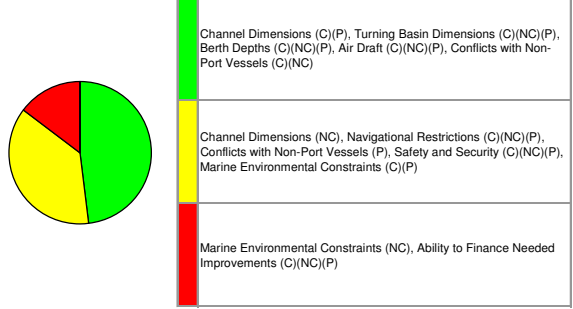 Channel Dimensions (C)(P), Turning Basin Dimensions (C)(NC)(P),
Berth Depths (C)(NC)(P), Air Draft (C)(NC)(P), Conflicts with Non-
Port Vessels (C)(NC)
Channel Dimensions (NC), Navigational Restrictions (C)(NC)(P),
Conflicts with Non-Port Vessels (P), Safety and Security (C)(NC)(P),
Marine Environmental Constraints (C)(P)
Marine Environmental Constraints (NC), Ability to Finance Needed
Improvements (C)(NC)(P)